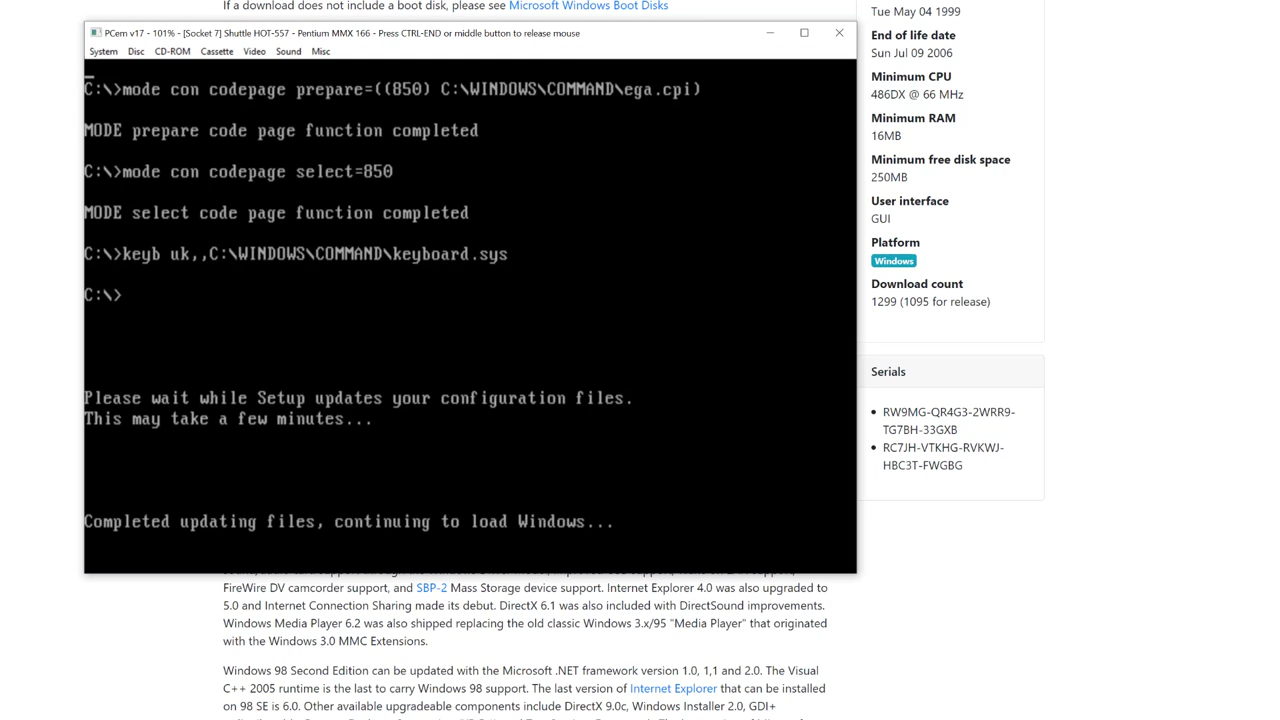 If a download does not include a boot disk, please see Microsoft Windows Boot Disks
PCem v17 - 101% - [Socket 7] Shuttle HOT-557 - Pentium MMX 166 - Press CTRL-END or middle button to release mouse
System Disc CD-ROM Cassette Video Sound Misc
C:\>mode con codepage prepare=((850) C:\WINDOWS\COMMAND\ega.cpi)
MODE prepare code page function completed
C:\>mode con codepage select=850
MODE select code page function completed
C:\>keyb uk,,C:\WINDOWS\COMMAND\keyboard.sys
C:\>
Please wait while Setup updates your configuration files.
This may take a few minutes...
Completed updating files, continuing to load Windows...
FireWire DV camcorder support, and SBP-2 Mass Storage device support. Internet Explorer 4.0 was also upgraded to
5.0 and Internet Connection Sharing made its debut. DirectX 6.1 was also included with DirectSound improvements.
Windows Media Player 6.2 was also shipped replacing the old classic Windows 3.x/95 "Media Player" that originated
with the Windows 3.0 MMC Extensions.
Windows 98 Second Edition can be updated with the Microsoft .NET framework version 1.0, 1,1 and 2.0. The Visual
C++ 2005 runtime is the last to carry Windows 98 support. The last version of Internet Explorer that can be installed
on 98 SE is 6.0. Other available upgradeable components include DirectX 9.0c, Windows Installer 2.0, GDI+
Tue May 04 1999
End of life date
Sun Jul 09 2006
Minimum CPU
486DX @ 66 MHz
Minimum RAM
16MB
Minimum free disk space
250MB
User interface
GUI
Platform
Windows
Download count
1299 (1095 for release)
Serials
RW9MG-QR4G3-2WRR9-
TG7BH-33GXB
RC7JH-VTKHG-RVKWJ-
HBC3T-FWGBG